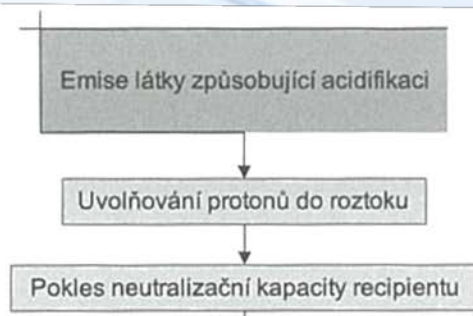 Emise látky způsobující acidifikaci
Uvolňování protonů do roztoku
Pokles neutralizační kapacity recipientu